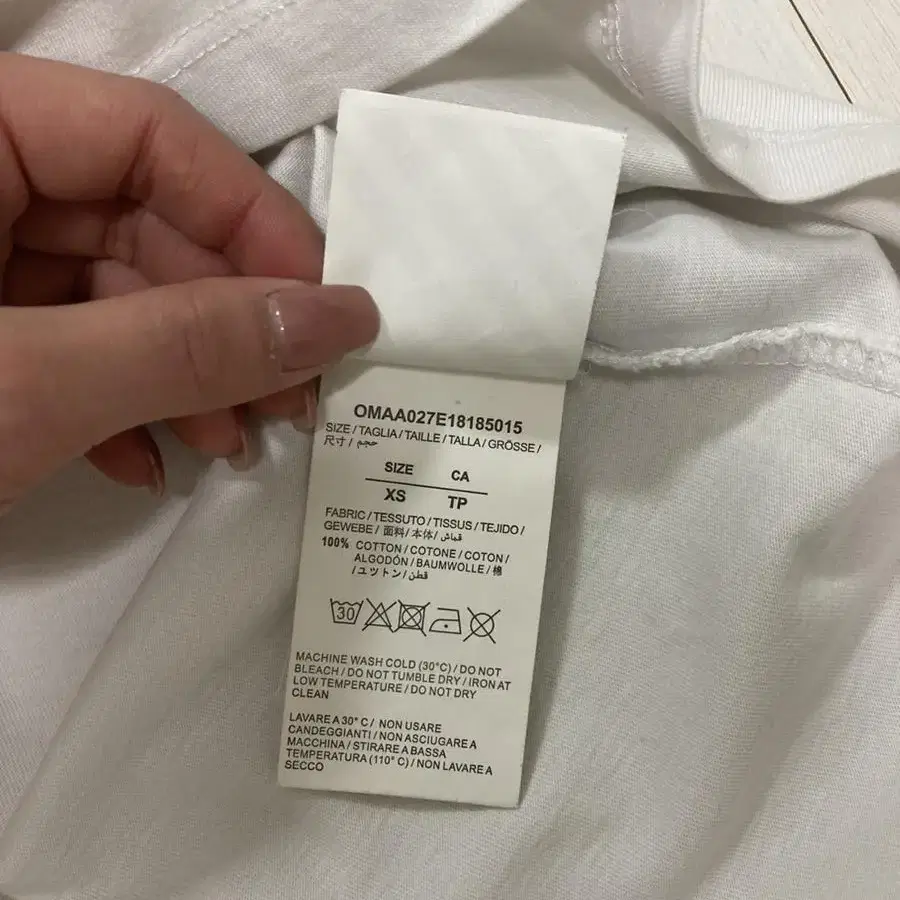 OMAA027E18185015
SIZE/TAGLIA/TAILLE/TALLA/GRÖSSE/
尺寸/حجم
SIZE CA
XS TP
FABRIC/TESSUTO/TISSUS/TEJIDO/
GEWEBE/面料/本体/قماش
100% COTTON/COTONE/COTON/
ALGODÓN/BAUMWOLLE/棉
/ユツトン/قطن
30
MACHINE WASH COLD (30°C)/DO NOT
BLEACH/DO NOT TUMBLE DRY/IRON AT
LOW TEMPERATURE/DO NOT DRY
CLEAN
LAVARE A 30° C/ NON USARE
CANDEGGIANTI/NON ASCIUGARE A
MACCHINA/STIRARE A BASSA
TEMPERATURA (110° C)/NON LAVARE A
SECCO